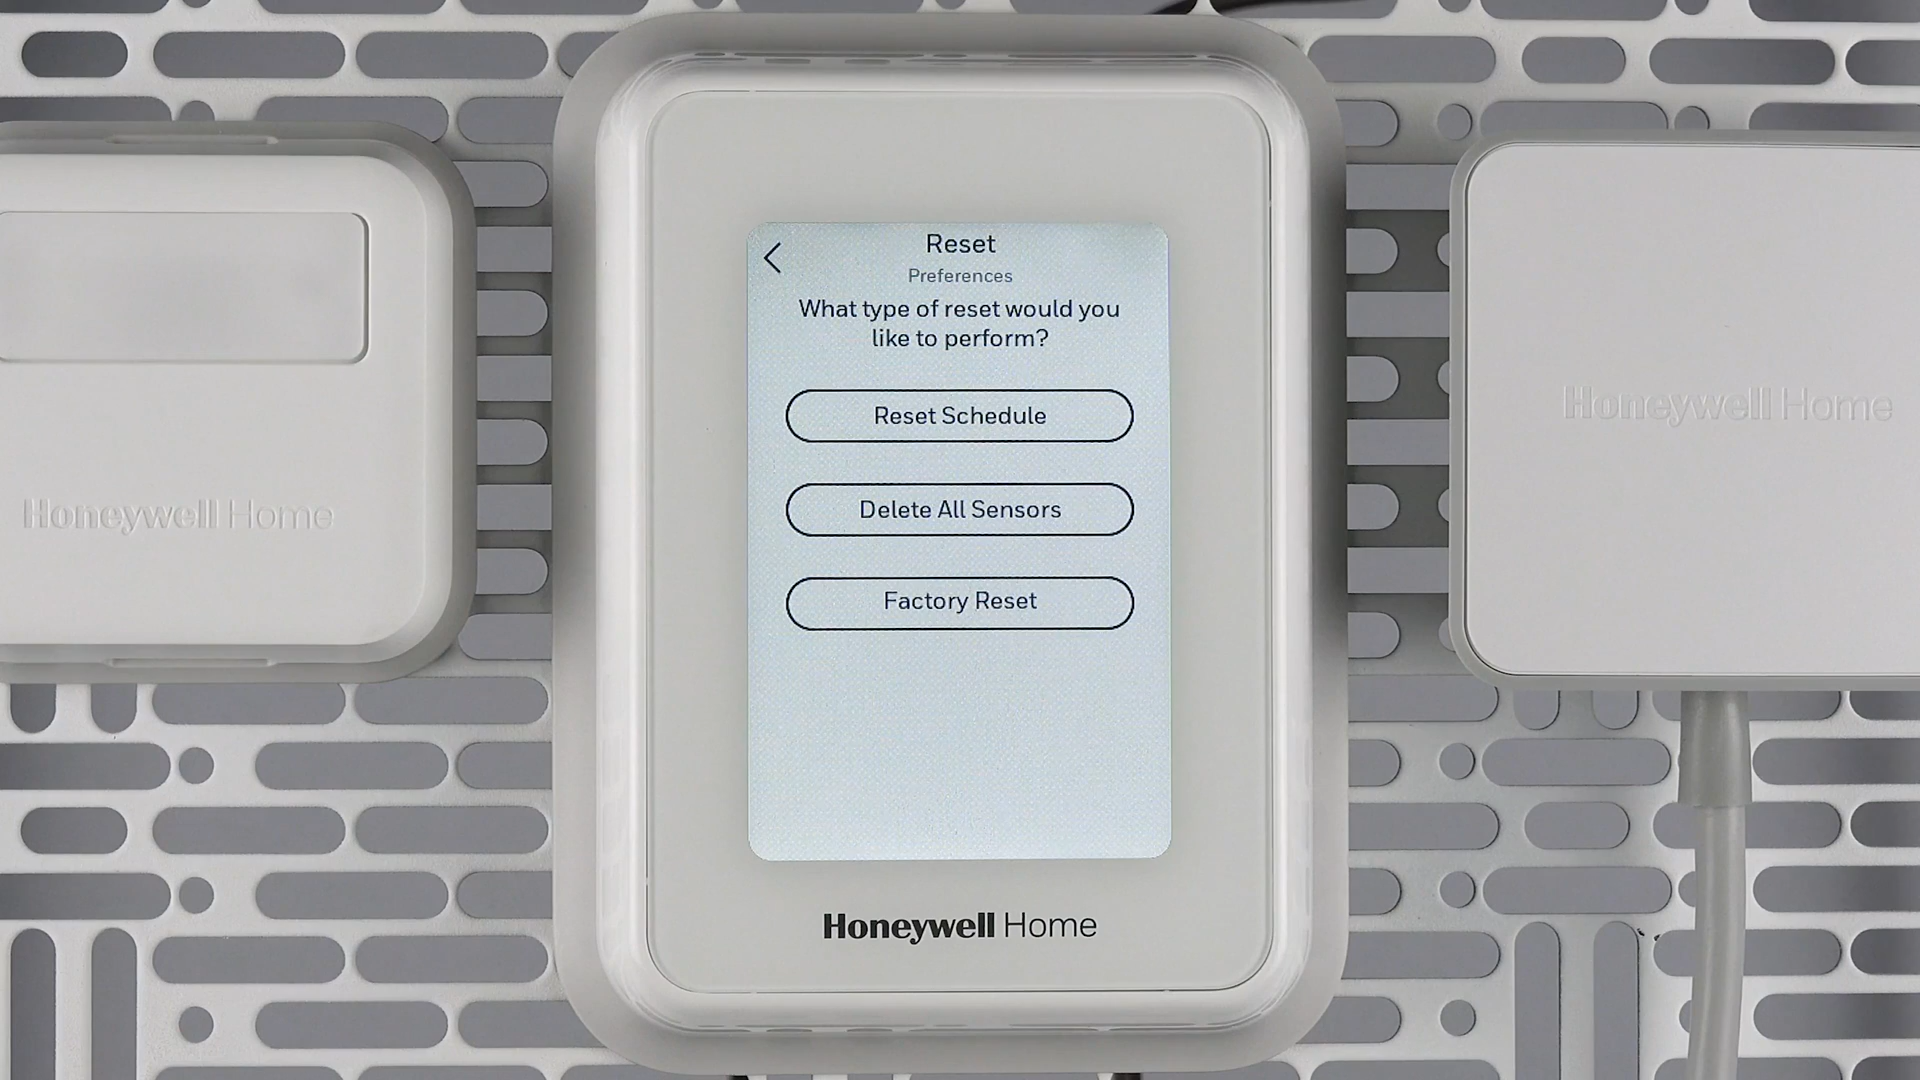 Reset
Preferences
What type of reset would you
like to perform?
Reset Schedule
Delete All Sensors
Factory Reset
Honeywell Home
Honeywell Home
Honeywell Home